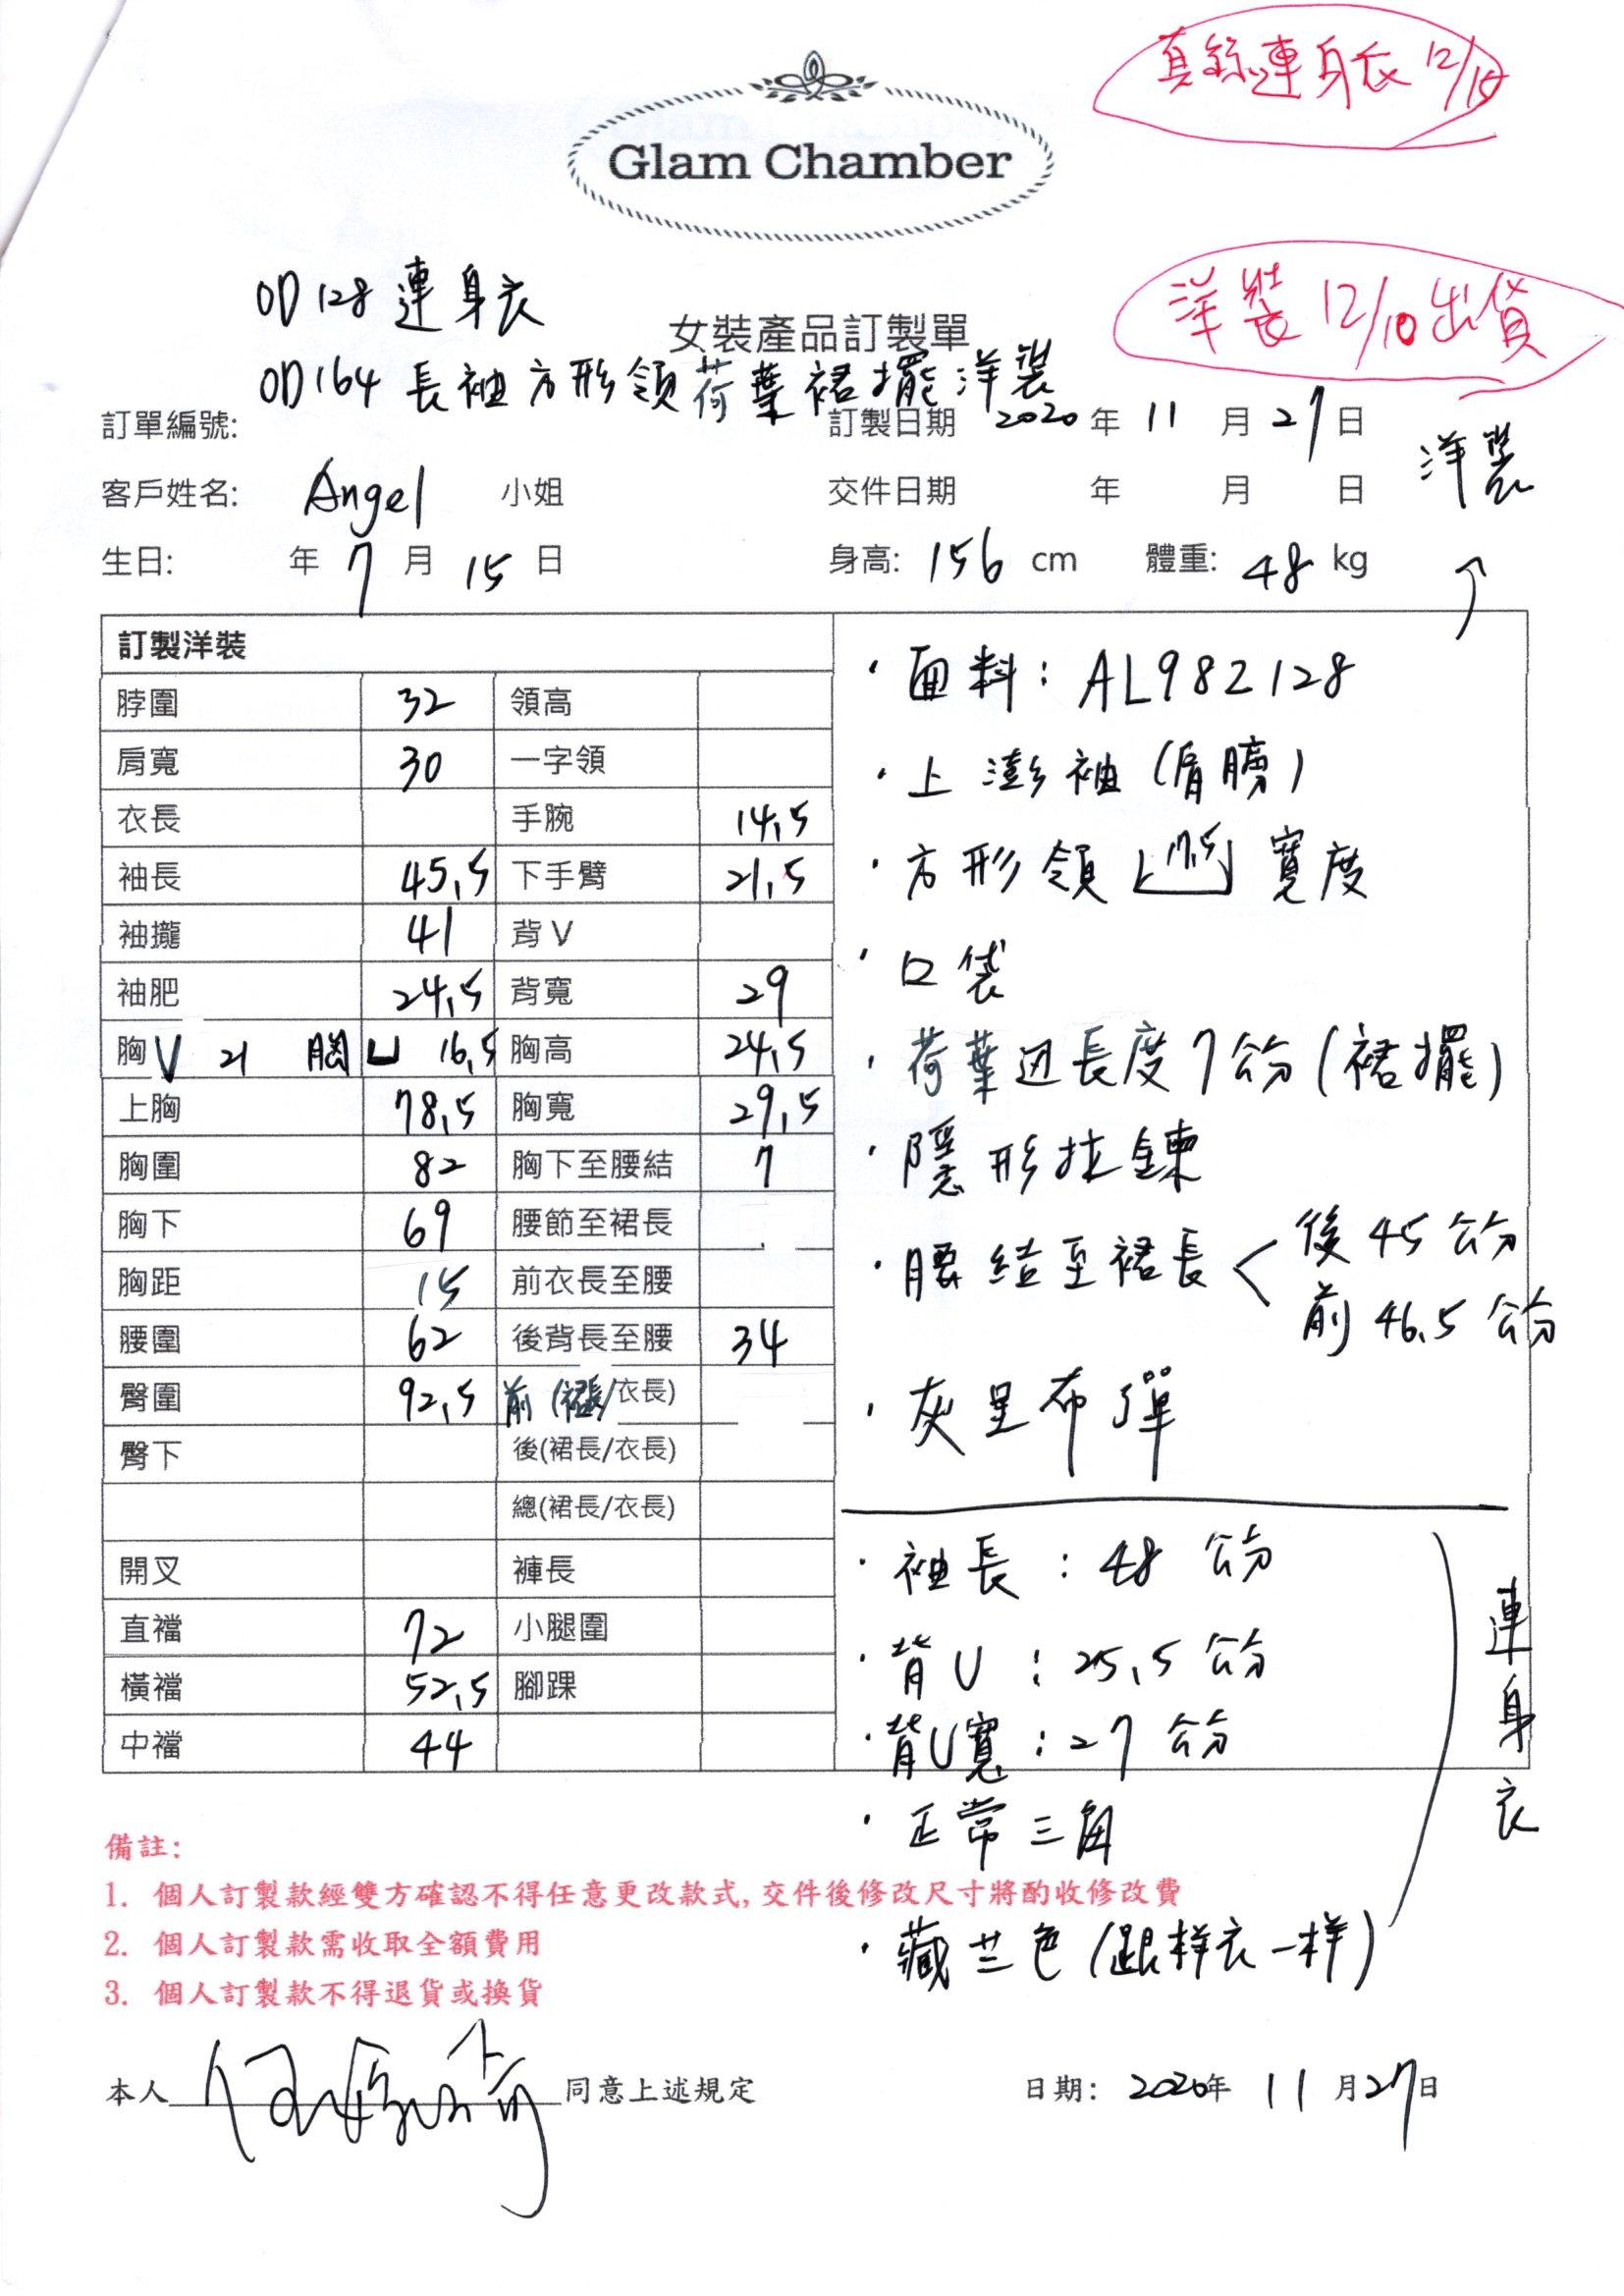 真絲連身衣 12/15
Glam Chamber
洋裝 12/10出貨
OD128 連身衣
女裝產品訂製單
OD164 長袖方形領荷葉裙擺洋裝
訂單編號:
訂製日期 2020 年 11 月 27 日
洋裝
客戶姓名: Angel 小姐
交件日期 年 月 日
生日: 年 7 月 15 日
身高: 156 cm 體重: 48 kg
訂製洋裝
脖圍 32 領高
肩寬 30 一字領
衣長 手腕 14.5
袖長 45.5 下手臂 21.5
袖攏 41 背V
袖肥 24.5 背寬 29
胸V 21 胸凵 16.5 胸高 24.5
上胸 78.5 胸寬 29.5
胸圍 82 胸下至腰結 7
胸下 69 腰節至裙長
胸距 15 前衣長至腰
腰圍 62 後背長至腰 34
臀圍 92.5 前(裙長/衣長)
臀下 後(裙長/衣長)
總(裙長/衣長)
開叉 褲長
直襠 72 小腿圍
橫襠 52.5 腳踝
中襠 44
·面料: AL982128
·上澎袖(肩膀)
·方形領 17.5 寬度
·口袋
·荷葉边長度7公分(裙擺)
·隱形拉鍊
·腰結至裙長 < 後45公分
前46.5公分
·灰星布彈
·袖長:48公分
·背U:25.5公分
·背U寬:27公分
·正常三角
·藏兰色(跟样衣一样)
連身衣
備註:
1. 個人訂製款經雙方確認不得任意更改款式,交件後修改尺寸將酌收修改費
2. 個人訂製款需收取全額費用
3. 個人訂製款不得退貨或換貨
本人 同意上述規定
日期: 2020年 11 月27日